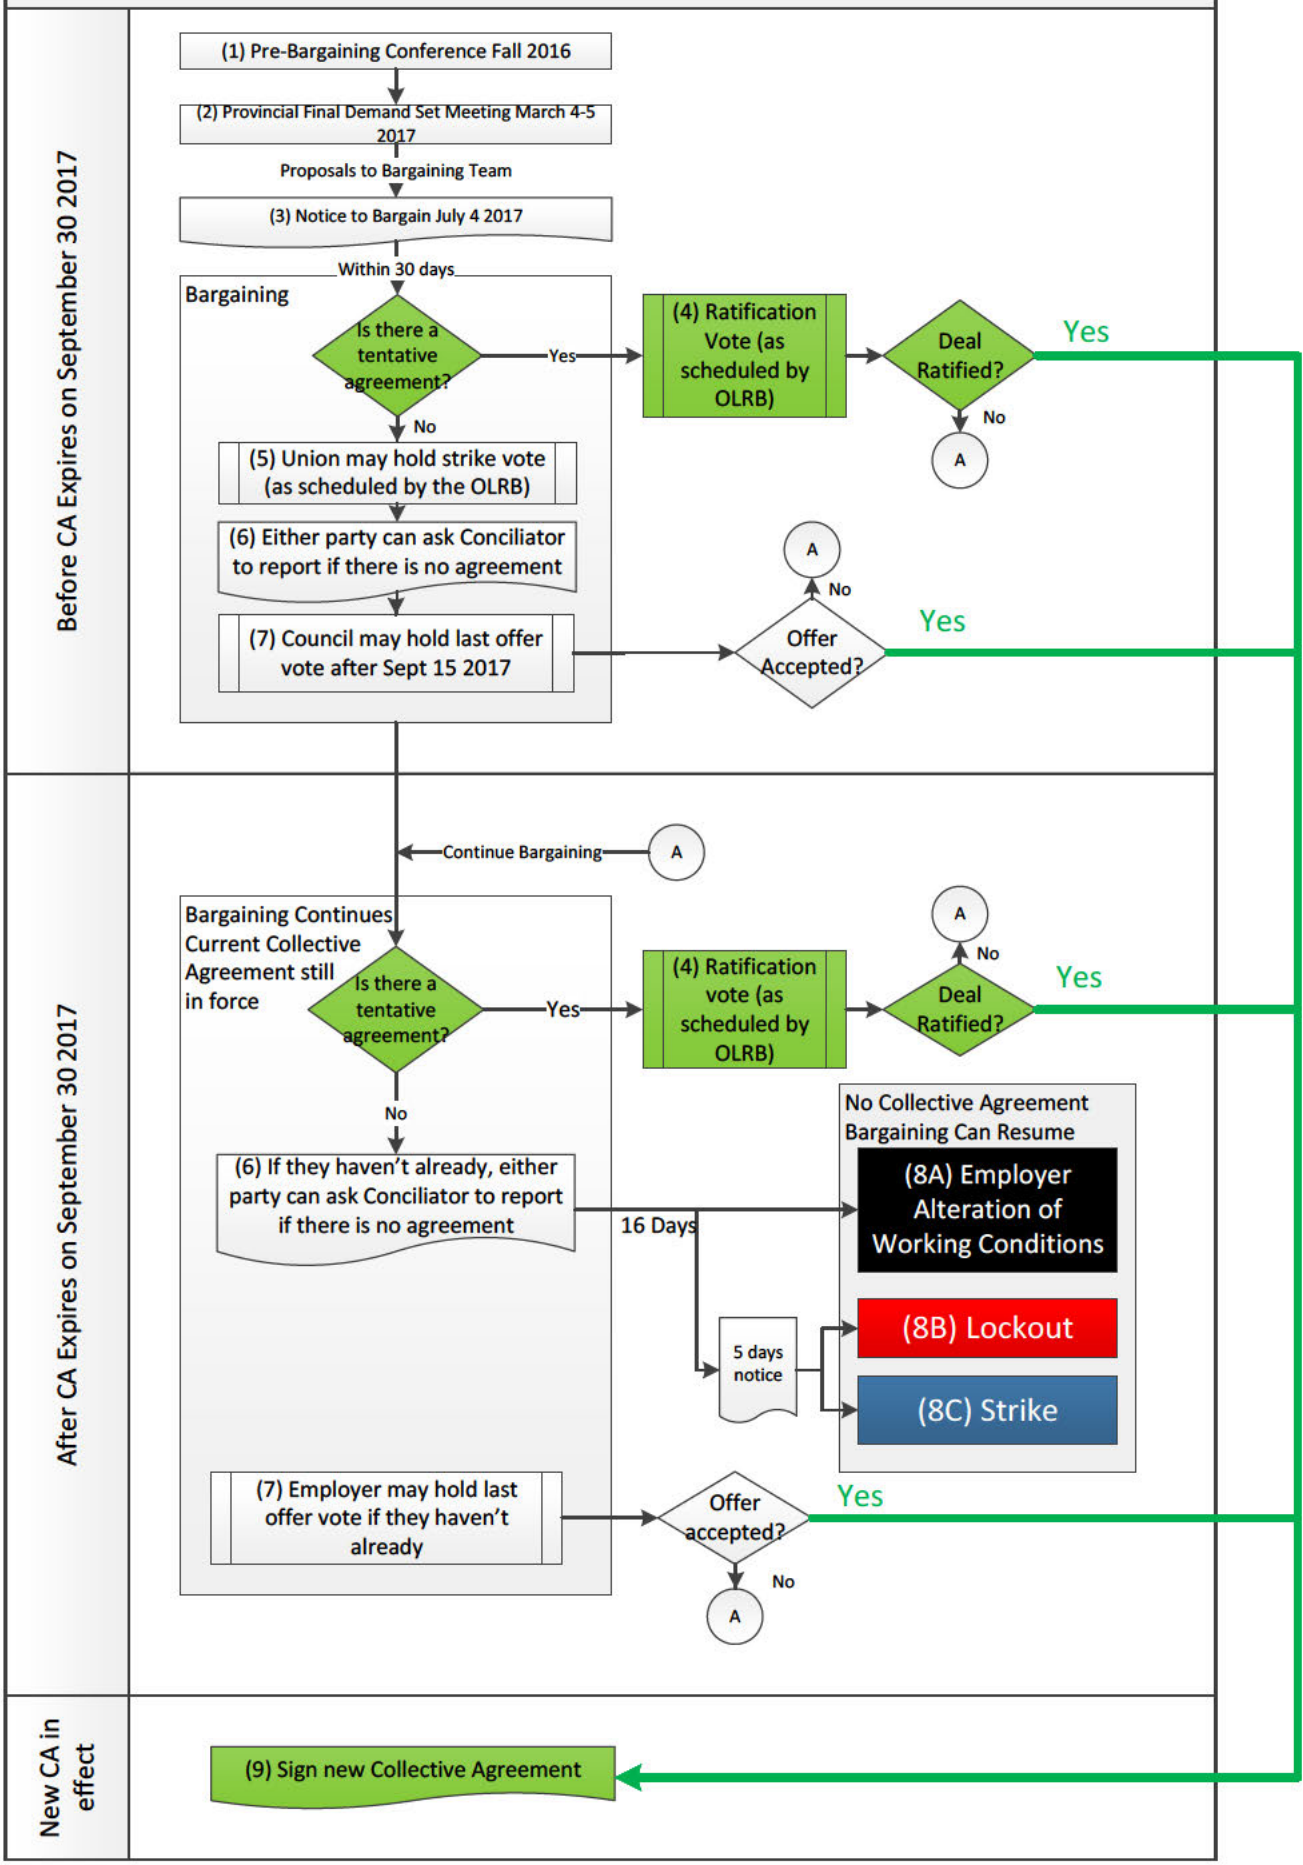 Before CA Expires on September 30 2017
(1) Pre-Bargaining Conference Fall 2016
(2) Provincial Final Demand Set Meeting March 4-5
2017
Proposals to Bargaining Team
(3) Notice to Bargain July 4 2017
Within 30 days
Bargaining
Is there a
tentative
agreement?
Yes
(4) Ratification
Vote (as
scheduled by
OLRB)
Deal
Ratified?
Yes
No
A
No
(5) Union may hold strike vote
(as scheduled by the OLRB)
(6) Either party can ask Conciliator
to report if there is no agreement
(7) Council may hold last offer
vote after Sept 15 2017
A
No
Offer
Accepted?
Yes
After CA Expires on September 30 2017
Continue Bargaining
A
Bargaining Continues
Current Collective
Agreement still
in force
Is there a
tentative
agreement?
Yes
(4) Ratification
vote (as
scheduled by
OLRB)
A
No
Deal
Ratified?
Yes
No
(6) If they haven't already, either
party can ask Conciliator to report
if there is no agreement
16 Days
No Collective Agreement
Bargaining Can Resume
(8A) Employer
Alteration of
Working Conditions
5 days
notice
(8B) Lockout
(8C) Strike
(7) Employer may hold last
offer vote if they haven't
already
Offer
accepted?
Yes
No
A
New CA in
effect
(9) Sign new Collective Agreement